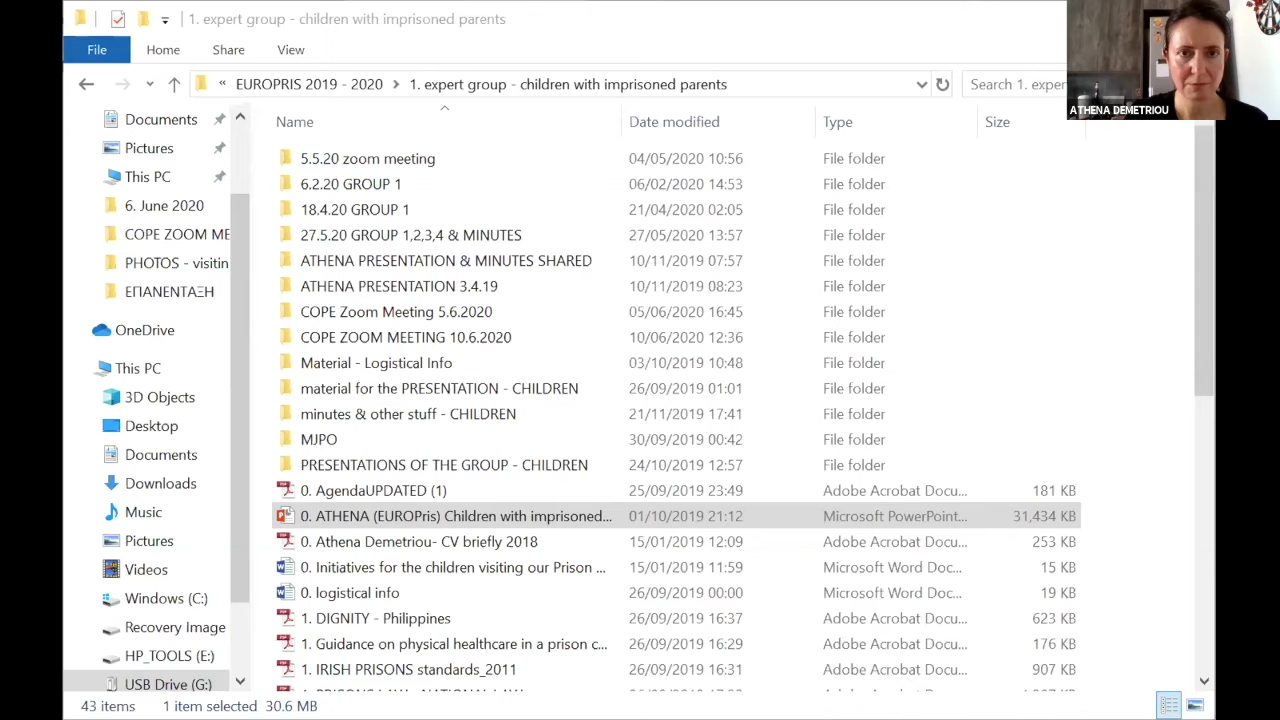 1. expert group - children with imprisoned parents
File Home Share View
« EUROPRIS 2019 - 2020 › 1. expert group - children with imprisoned parents Search 1. exper
ATHENA DEMETRIOU
Documents
Pictures
This PC
6. June 2020
COPE ZOOM ME
PHOTOS - visitin
ΕΠΑΝΕΝΤΑΞΗ
OneDrive
This PC
3D Objects
Desktop
Documents
Downloads
Music
Pictures
Videos
Windows (C:)
Recovery Image
HP_TOOLS (E:)
USB Drive (G:)
Name Date modified Type Size
5.5.20 zoom meeting 04/05/2020 10:56 File folder
6.2.20 GROUP 1 06/02/2020 14:53 File folder
18.4.20 GROUP 1 21/04/2020 02:05 File folder
27.5.20 GROUP 1,2,3,4 & MINUTES 27/05/2020 13:57 File folder
ATHENA PRESENTATION & MINUTES SHARED 10/11/2019 07:57 File folder
ATHENA PRESENTATION 3.4.19 10/11/2019 08:23 File folder
COPE Zoom Meeting 5.6.2020 05/06/2020 16:45 File folder
COPE ZOOM MEETING 10.6.2020 10/06/2020 12:36 File folder
Material - Logistical Info 03/10/2019 10:48 File folder
material for the PRESENTATION - CHILDREN 26/09/2019 01:01 File folder
minutes & other stuff - CHILDREN 21/11/2019 17:41 File folder
MJPO 30/09/2019 00:42 File folder
PRESENTATIONS OF THE GROUP - CHILDREN 24/10/2019 12:57 File folder
0. AgendaUPDATED (1) 25/09/2019 23:49 Adobe Acrobat Docu... 181 KB
0. ATHENA (EUROPris) Children with imprisoned... 01/10/2019 21:12 Microsoft PowerPoint... 31,434 KB
0. Athena Demetriou- CV briefly 2018 15/01/2019 12:09 Adobe Acrobat Docu... 253 KB
0. Initiatives for the children visiting our Prison ... 15/01/2019 11:59 Microsoft Word Doc... 15 KB
0. logistical info 26/09/2019 00:00 Microsoft Word Doc... 19 KB
1. DIGNITY - Philippines 26/09/2019 16:37 Adobe Acrobat Docu... 623 KB
1. Guidance on physical healthcare in a prison c... 26/09/2019 16:29 Adobe Acrobat Docu... 176 KB
1. IRISH PRISONS standards_2011 26/09/2019 16:31 Adobe Acrobat Docu... 907 KB
43 items 1 item selected 30.6 MB